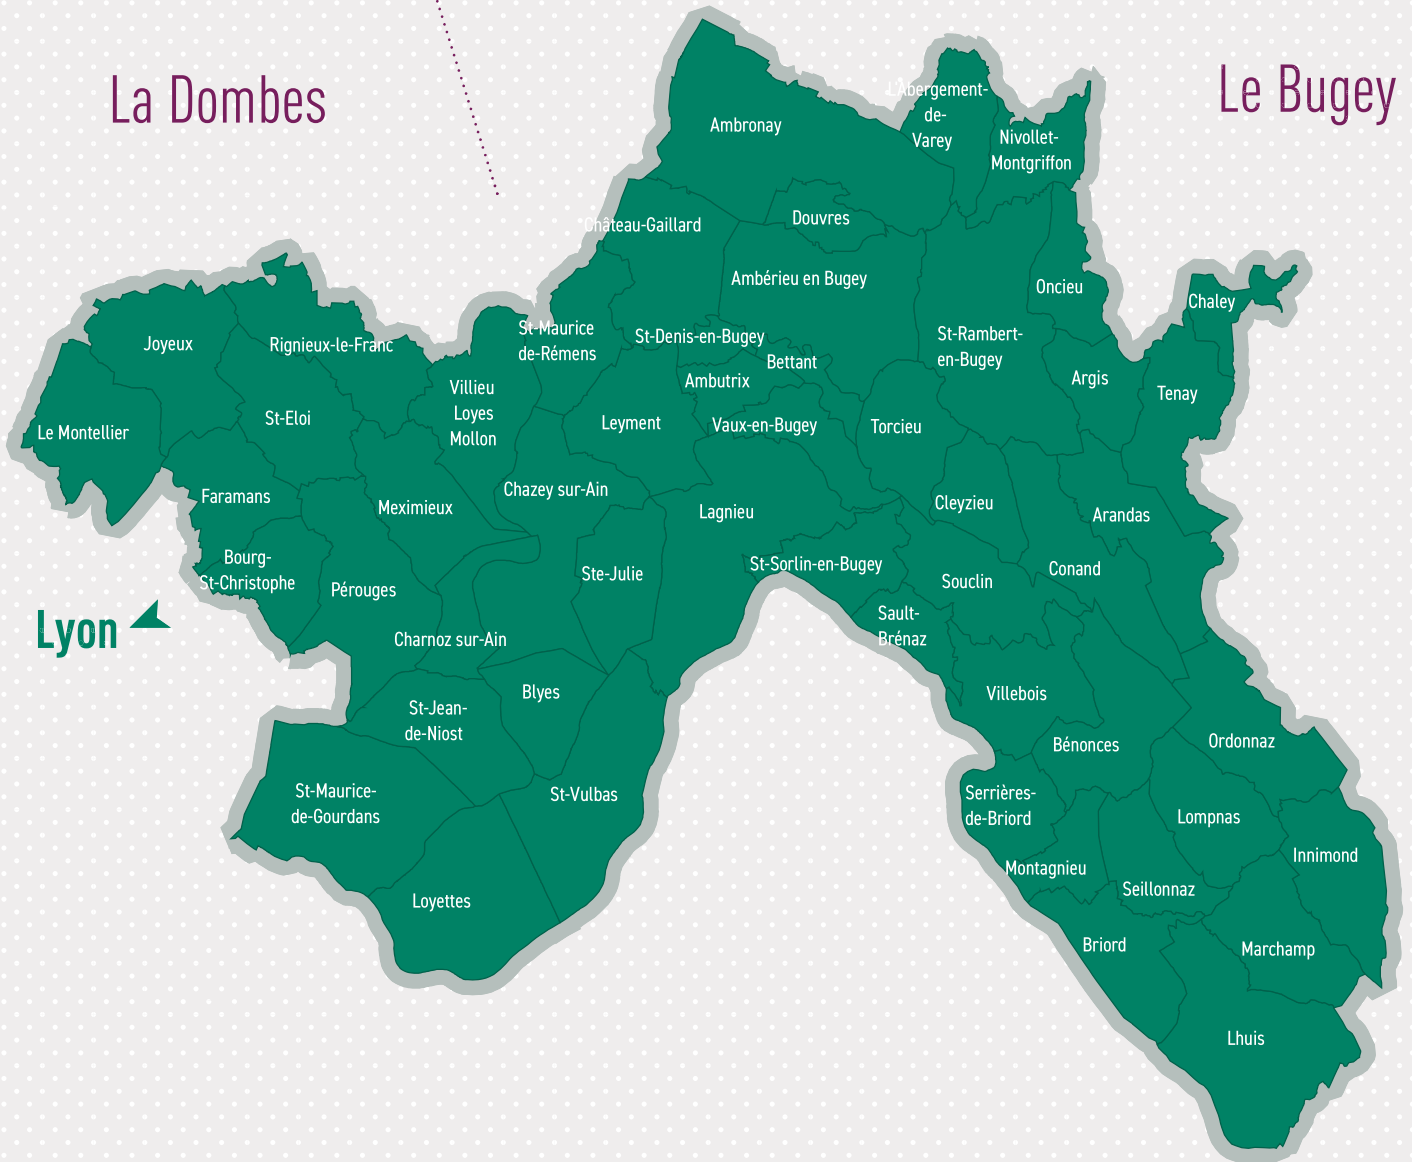 La Dombes
Le Bugey
L'Abergement-
de-
Varey
Ambronay
Nivollet-
Montgriffon
Douvres
Château-Gaillard
Ambérieu en Bugey
Oncieu
Chaley
St-Maurice
de-Rémens
St-Denis-en-Bugey
St-Rambert-
en-Bugey
Joyeux
Rignieux-le-Franc
Bettant
Ambutrix
Argis
Tenay
Villieu
Loyes
Mollon
Le Montellier
St-Eloi
Leyment
Vaux-en-Bugey
Torcieu
Faramans
Meximieux
Chazey sur-Ain
Lagnieu
Cleyzieu
Arandas
Bourg-
St-Christophe
Pérouges
Ste-Julie
St-Sorlin-en-Bugey
Souclin
Conand
Lyon
Charnoz sur-Ain
Sault-
Brénaz
Blyes
Villebois
St-Jean-
de-Niost
Bénonces
Ordonnaz
St-Maurice-
de-Gourdans
St-Vulbas
Serrières-
de-Briord
Lompnas
Innimond
Montagnieu
Seillonnaz
Loyettes
Briord
Marchamp
Lhuis